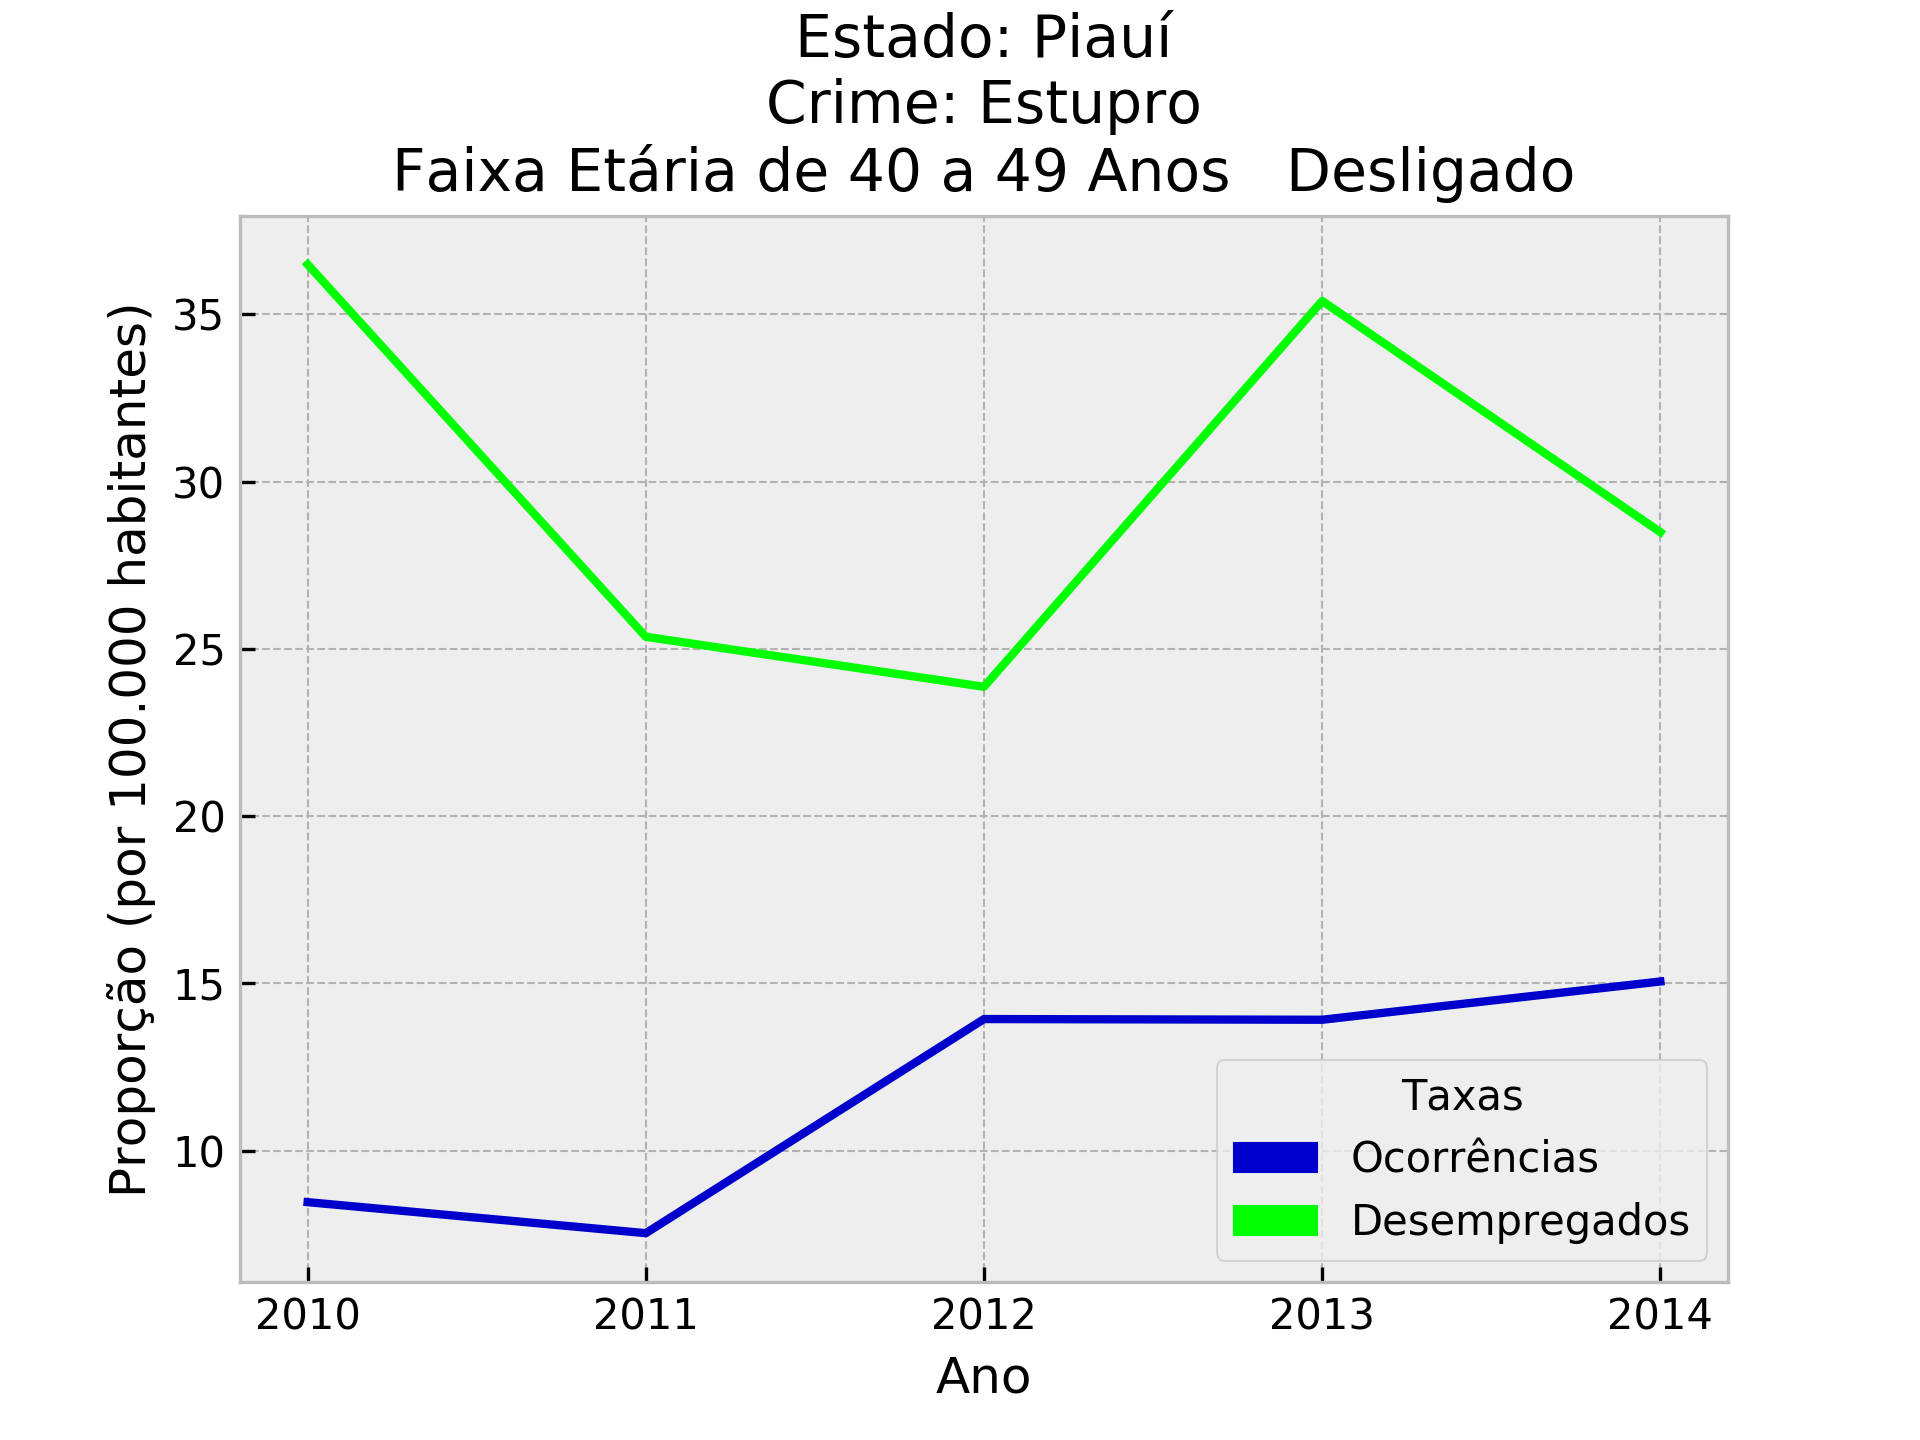 Estado: Piauí
Crime: Estupro
Faixa Etária de 40 a 49 Anos   Desligado
Proporção (por 100.000 habitantes)
35
30
25
20
15
10
Taxas
Ocorrências
Desempregados
2010 2011 2012 2013 2014
Ano